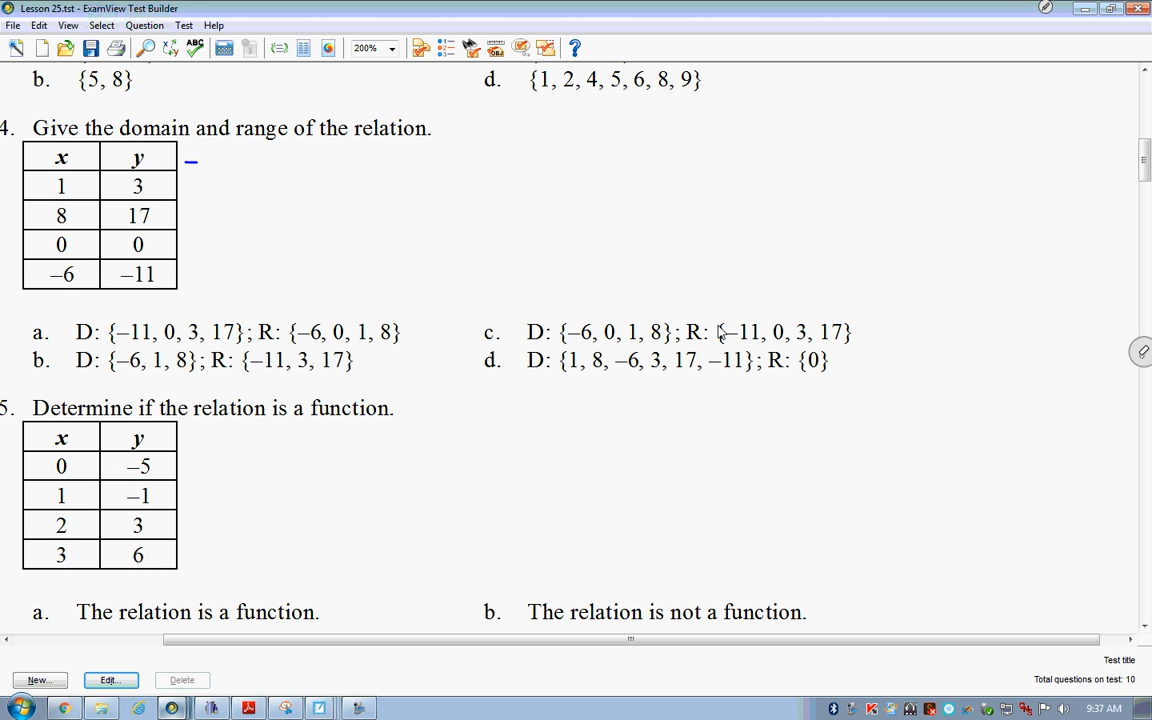 Lesson 25.tst - ExamView Test Builder
File Edit View Select Question Test Help
ABC 200%
b. {5, 8} d. {1, 2, 4, 5, 6, 8, 9}
4. Give the domain and range of the relation.
x y
1 3
8 17
0 0
–6 –11
a. D: {–11, 0, 3, 17}; R: {–6, 0, 1, 8} c. D: {–6, 0, 1, 8}; R: {–11, 0, 3, 17}
b. D: {–6, 1, 8}; R: {–11, 3, 17} d. D: {1, 8, –6, 3, 17, –11}; R: {0}
5. Determine if the relation is a function.
x y
0 –5
1 –1
2 3
3 6
a. The relation is a function. b. The relation is not a function.
Test title
New... Edit... Delete Total questions on test: 10
9:37 AM